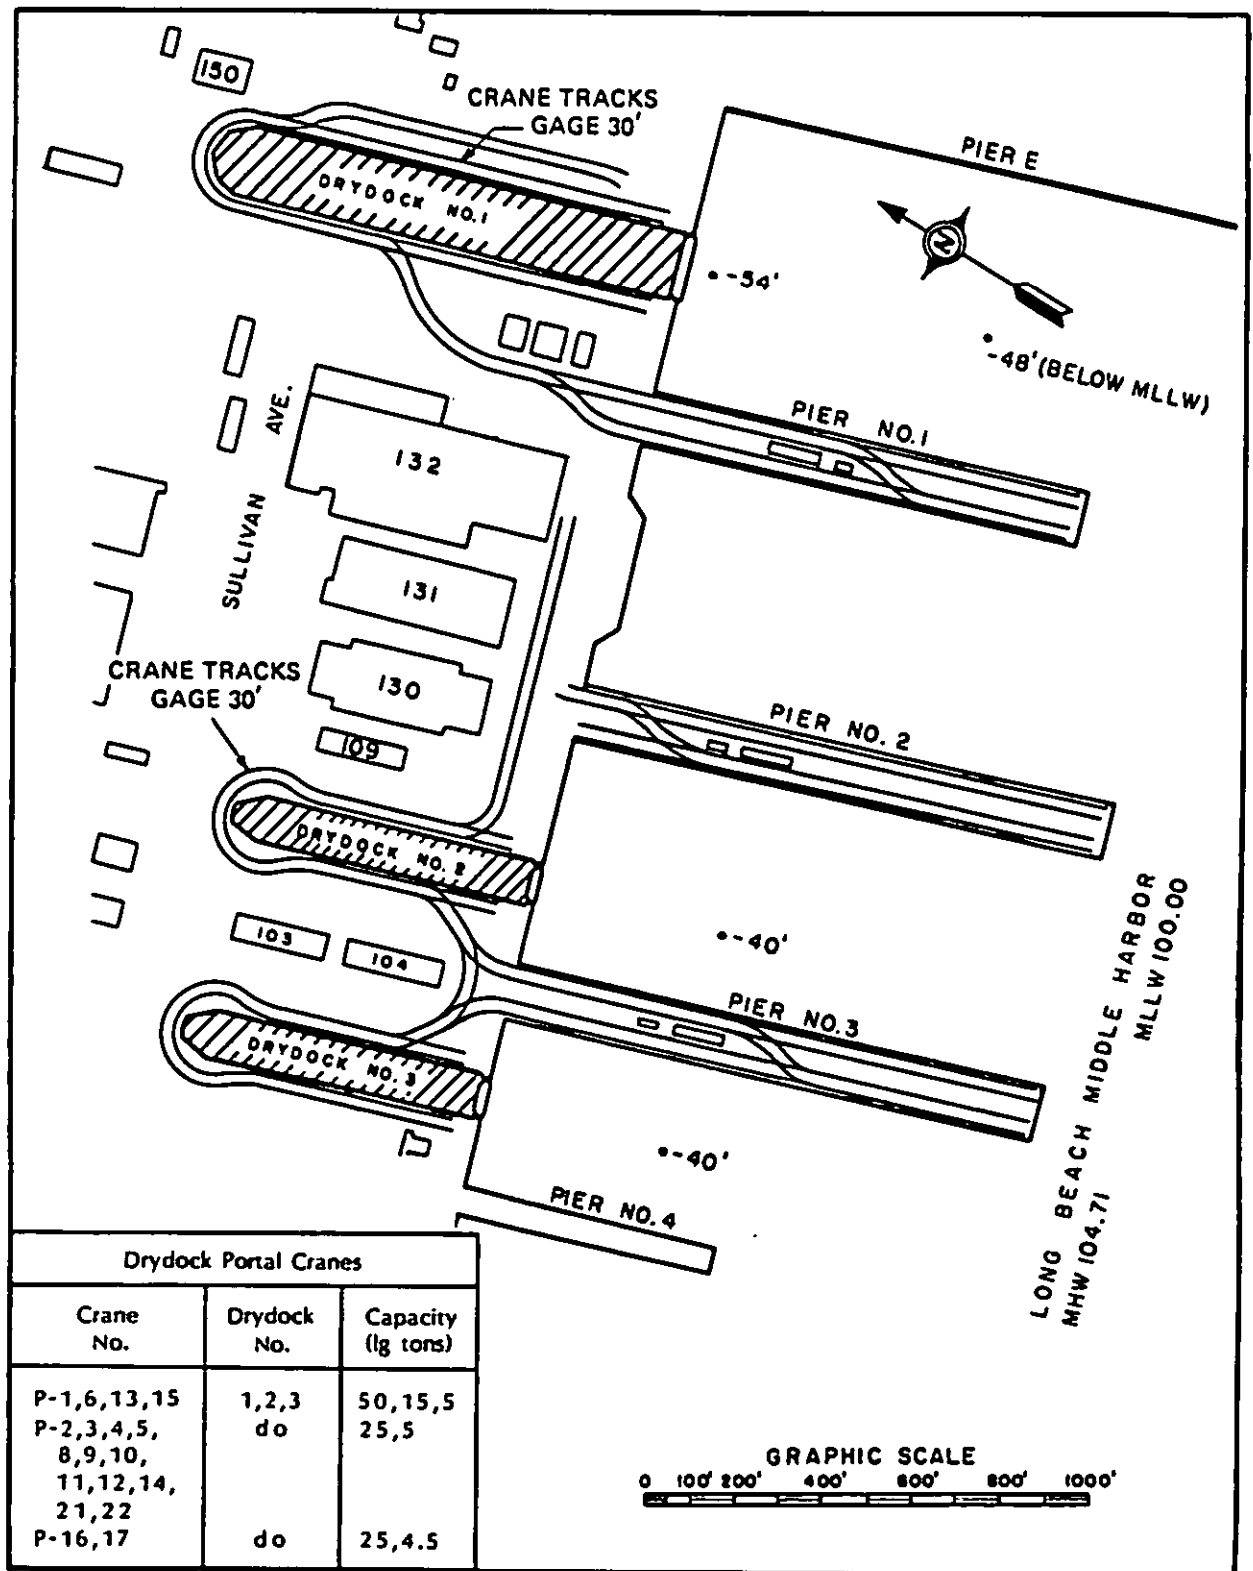 150
CRANE TRACKS
GAGE 30'
PIER E
DRYDOCK NO.1
N
-54'
-48' (BELOW MLLW)
PIER NO.1
SULLIVAN AVE.
132
131
CRANE TRACKS
GAGE 30'
130
PIER NO. 2
109
DRYDOCK NO. 2
-40'
103
104
PIER NO.3
DRYDOCK NO. 3
-40'
PIER NO.4
LONG BEACH MIDDLE HARBOR
MHW 104.71 MLLW 100.00
Drydock Portal Cranes
Crane No. Drydock No. Capacity (lg tons)
P-1,6,13,15 1,2,3 50,15,5
P-2,3,4,5, do 25,5
8,9,10,
11,12,14,
21,22
P-16,17 do 25,4.5
GRAPHIC SCALE
0 100' 200' 400' 600' 800' 1000'